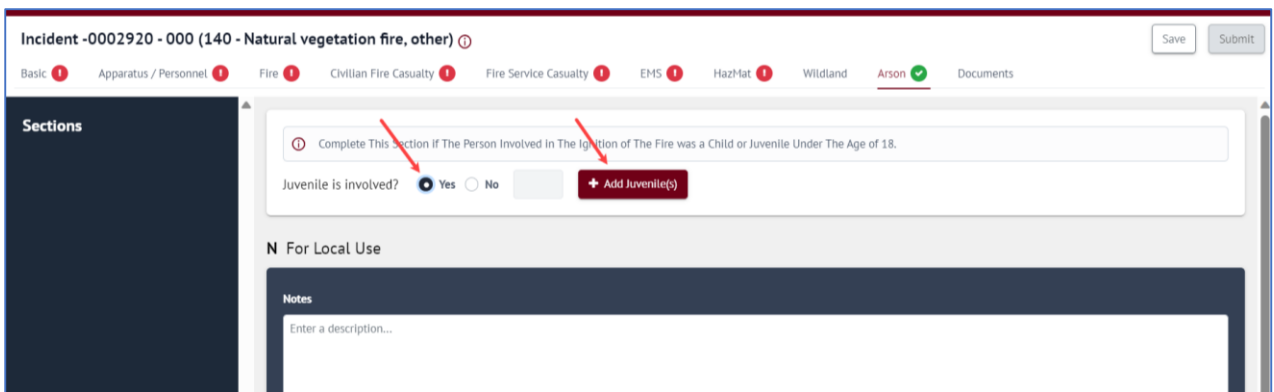 Incident -0002920 - 000 (140 - Natural vegetation fire, other)
Save
Submit
Basic
Apparatus / Personnel
Fire
Civilian Fire Casualty
Fire Service Casualty
EMS
HazMat
Wildland
Arson
Documents
Sections
Complete This Section if The Person Involved in The Ignition of The Fire was a Child or Juvenile Under The Age of 18.
Juvenile is involved? Yes No + Add Juvenile(s)
N For Local Use
Notes
Enter a description...